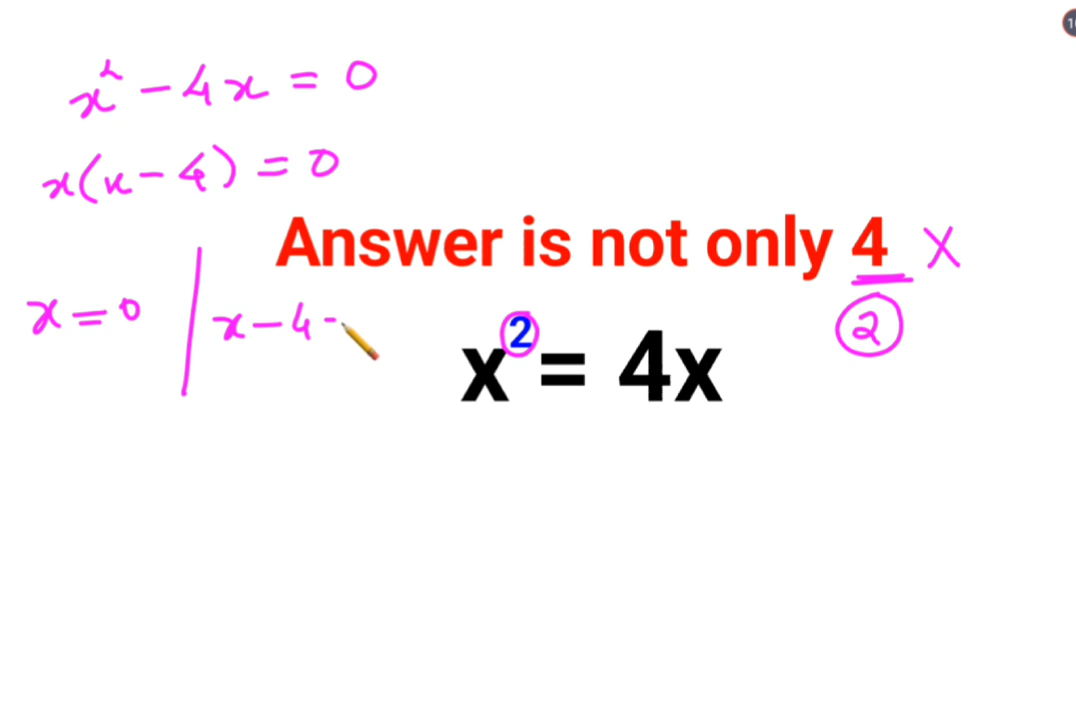 x² - 4x = 0
x(x - 4) = 0
Answer is not only 4 X
x = 0 | x - 4 -
2
x² = 4x